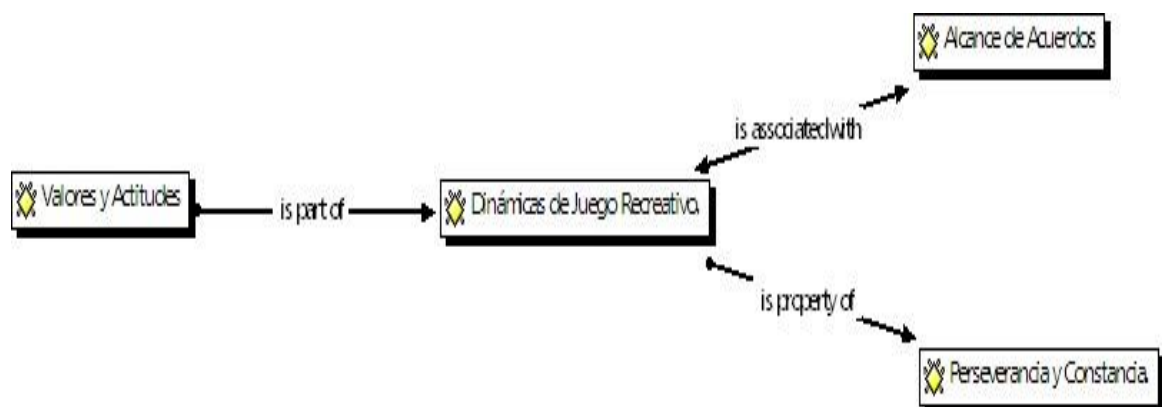 Alcance de Acuerdos
is associated with
Valores y Actitudes
is part of
Dinámicas de Juego Recreativo.
is property of
Perseverancia y Constancia.